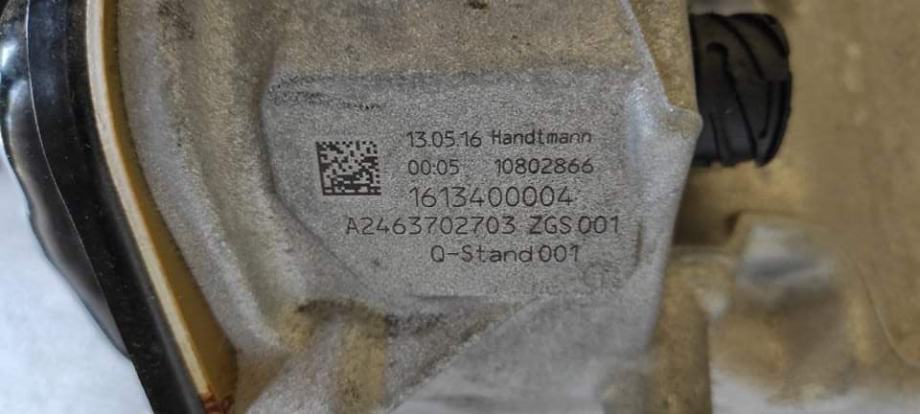 13.05.16 Handtmann
00:05 10802866
1613400004
A2463702703 ZGS 001
Q-Stand 001